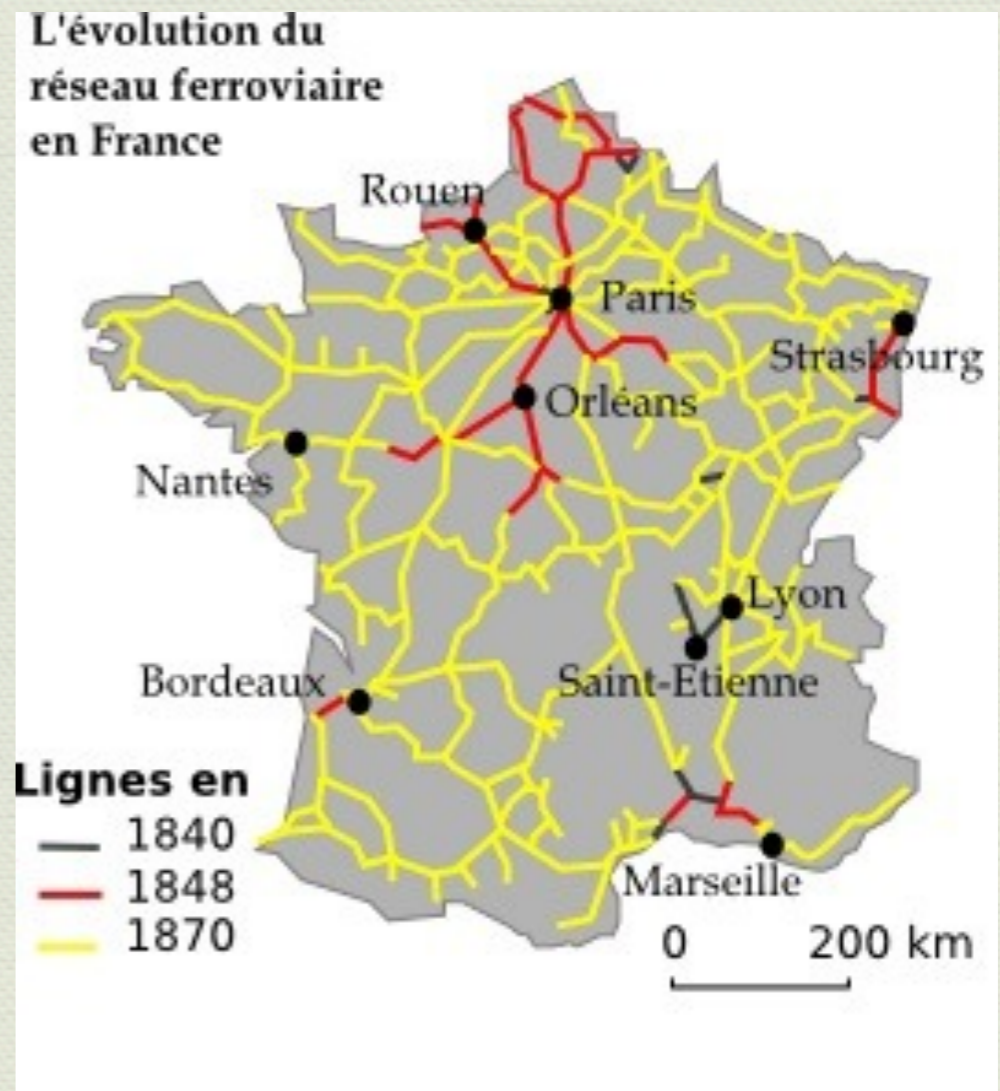 L'évolution du
réseau ferroviaire
en France
Rouen
Paris
Strasbourg
Orléans
Nantes
Lyon
Saint-Etienne
Bordeaux
Lignes en
1840
1848
1870
Marseille
0 200 km